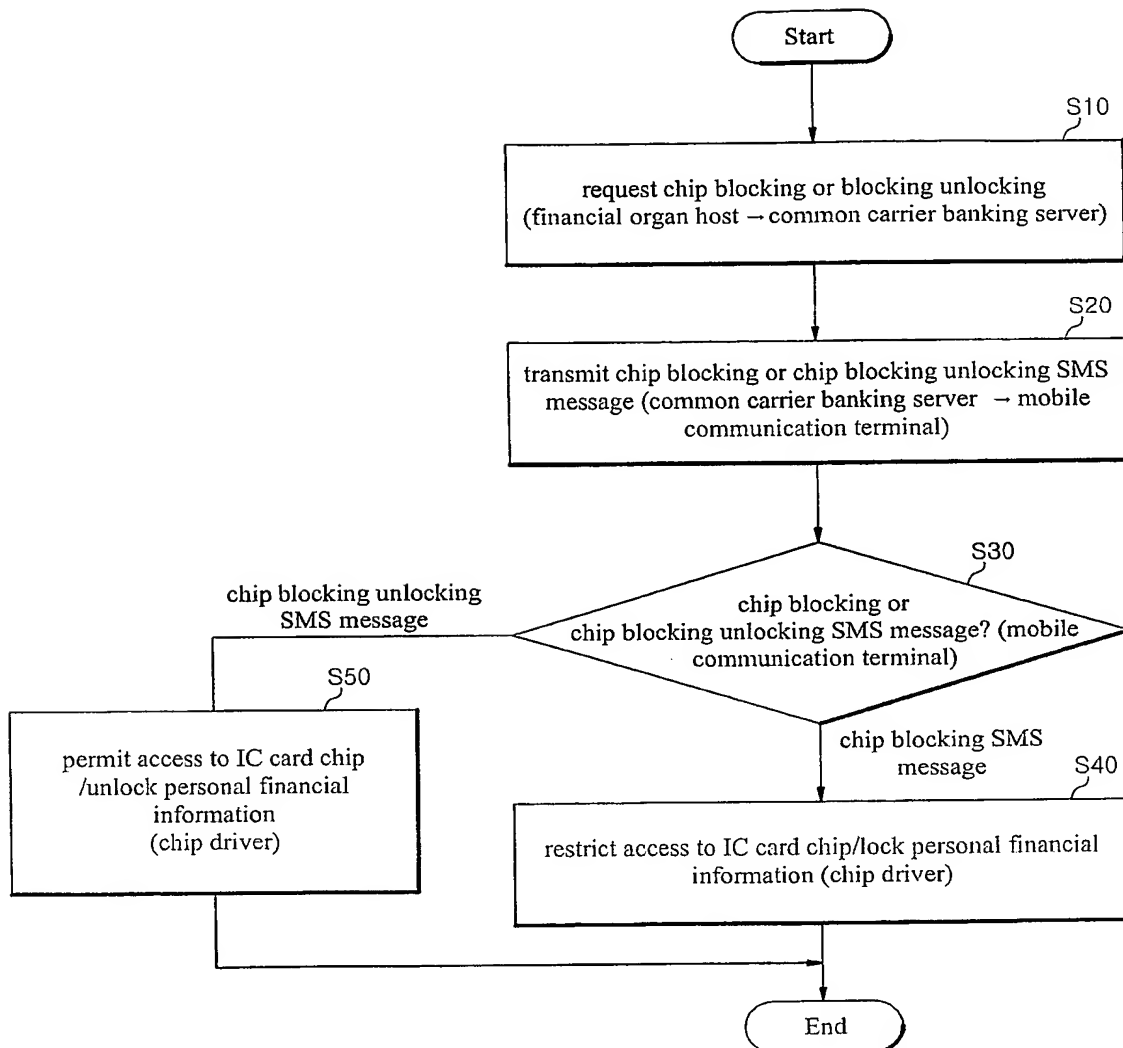 Start
S10
request chip blocking or blocking unlocking
(financial organ host → common carrier banking server)
S20
transmit chip blocking or chip blocking unlocking SMS
message (common carrier banking server → mobile
communication terminal)
S30
chip blocking or
chip blocking unlocking SMS message? (mobile
communication terminal)
chip blocking unlocking
SMS message
S50
permit access to IC card chip
/unlock personal financial
information
(chip driver)
chip blocking SMS
message
S40
restrict access to IC card chip/lock personal financial
information (chip driver)
End